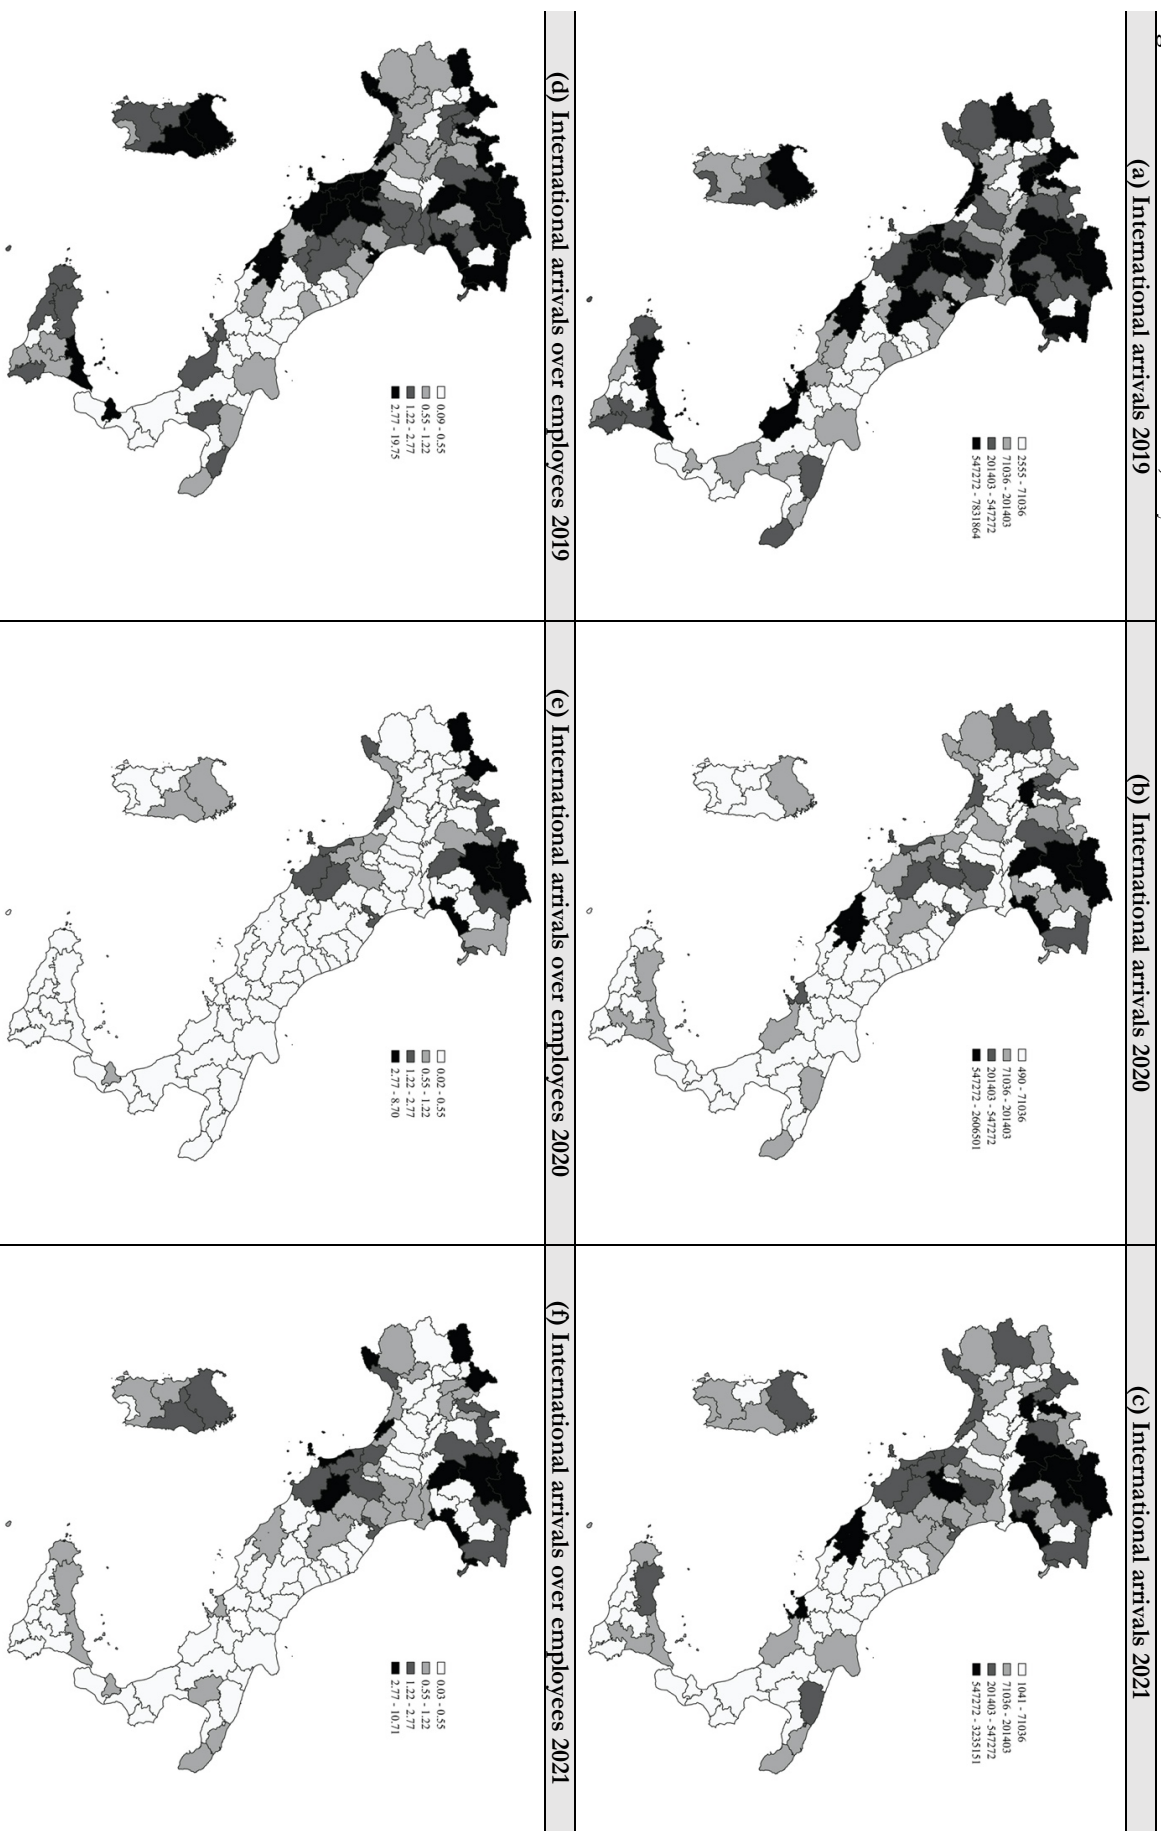 (a) International arrivals 2019
2555 - 71036
71036 - 201403
201403 - 547272
547272 - 7831864
(b) International arrivals 2020
490 - 71036
71036 - 201403
201403 - 547272
547272 - 2606501
(c) International arrivals 2021
1041 - 71036
71036 - 201403
201403 - 547272
547272 - 3235151
(d) International arrivals over employees 2019
0.09 - 0.55
0.55 - 1.22
1.22 - 2.77
2.77 - 19.75
(e) International arrivals over employees 2020
0.02 - 0.55
0.55 - 1.22
1.22 - 2.77
2.77 - 8.70
(f) International arrivals over employees 2021
0.03 - 0.55
0.55 - 1.22
1.22 - 2.77
2.77 - 10.71